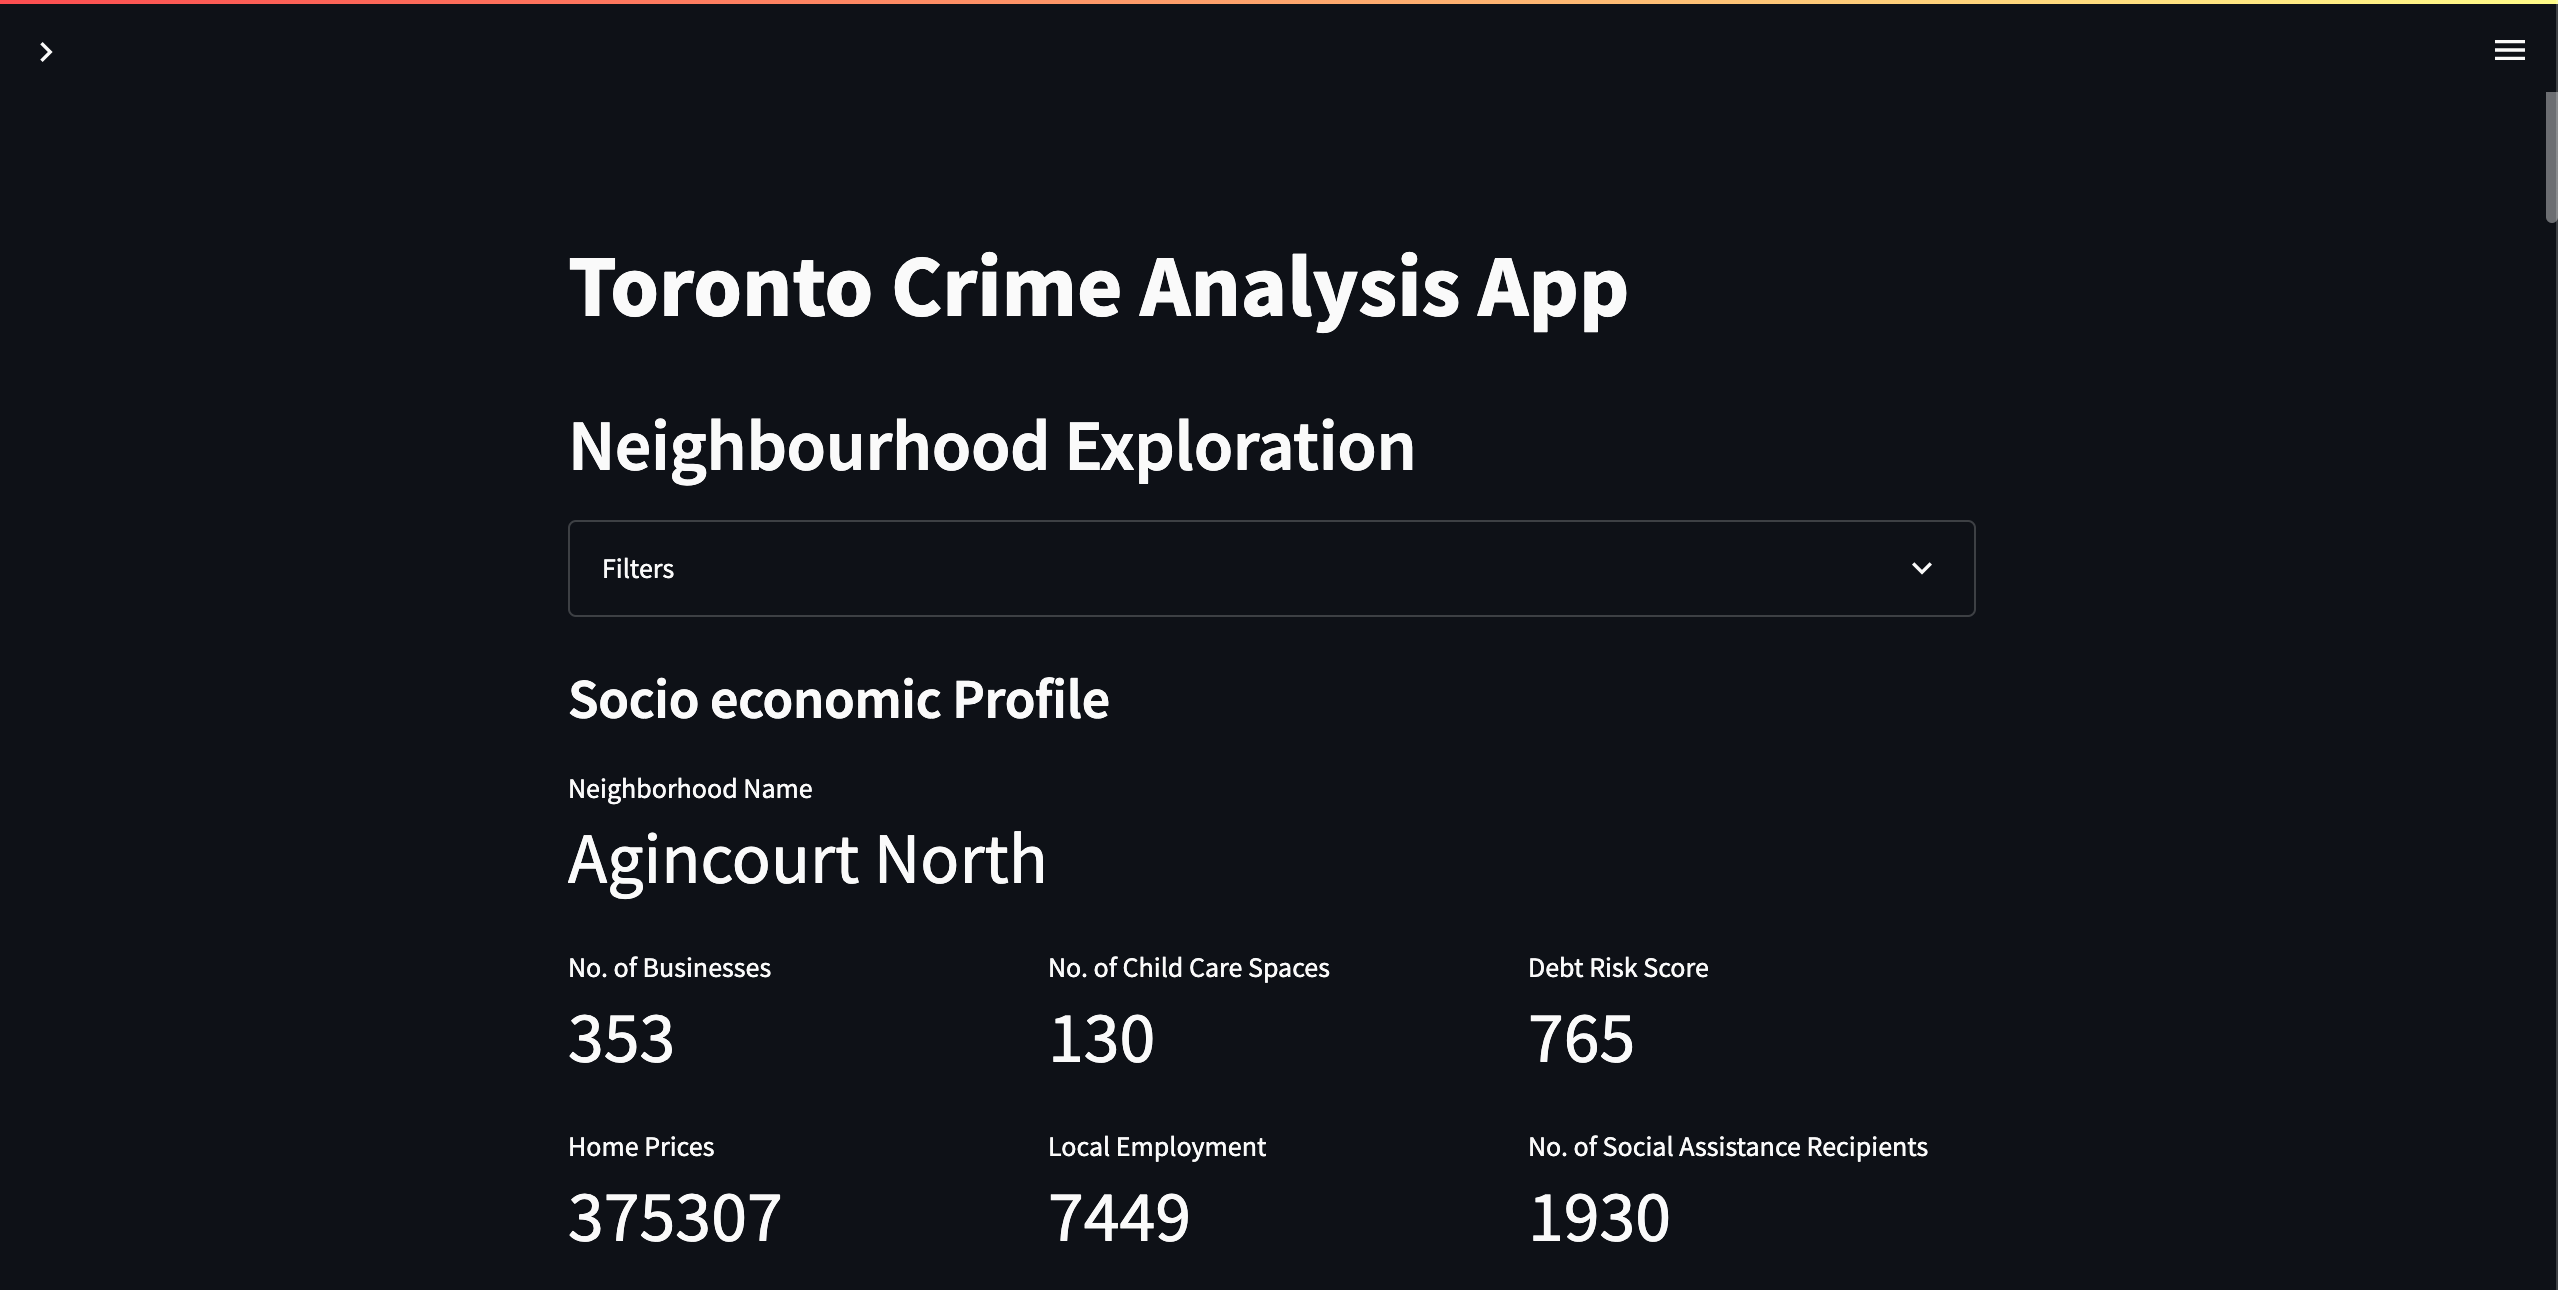 Toronto Crime Analysis App
Neighbourhood Exploration
Filters
Socio economic Profile
Neighborhood Name
Agincourt North
No. of Businesses
353
No. of Child Care Spaces
130
Debt Risk Score
765
Home Prices
375307
Local Employment
7449
No. of Social Assistance Recipients
1930